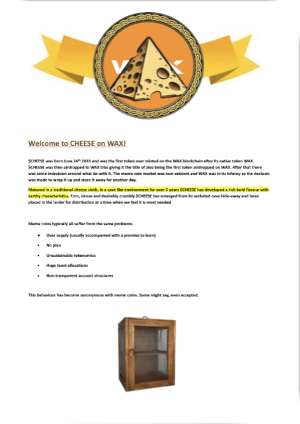 WAX
Welcome to CHEESE on WAX!
$CHEESE was born June 24th 2019 and was the first token ever minted on the WAX blockchain after its native token WAX.
$CHEESE was then airdropped to WAX OGs giving it the title of also being the first token airdropped on WAX. After that there
was some indecision around what do with it. The meme coin market was non-existent and WAX was in its infancy so the decision
was made to wrap it up and store it away for another day.
Matured in a traditional cheese cloth, in a cave like environment for over 5 years $CHEESE has developed a rich bold flavour with
earthy characteristics. Firm, dense and desirably crumbly $CHEESE has emerged from its secluded cave hide-away and been
placed in the larder for distribution at a time when we feel it is most needed
Meme coins typically all suffer from the same problems
• Over supply (usually accompanied with a promise to burn)
• No plan
• Unsustainable tokenomics
• Huge team allocations
• Non-transparent account structures
This behaviour has become synonymous with meme coins. Some might say, even accepted.